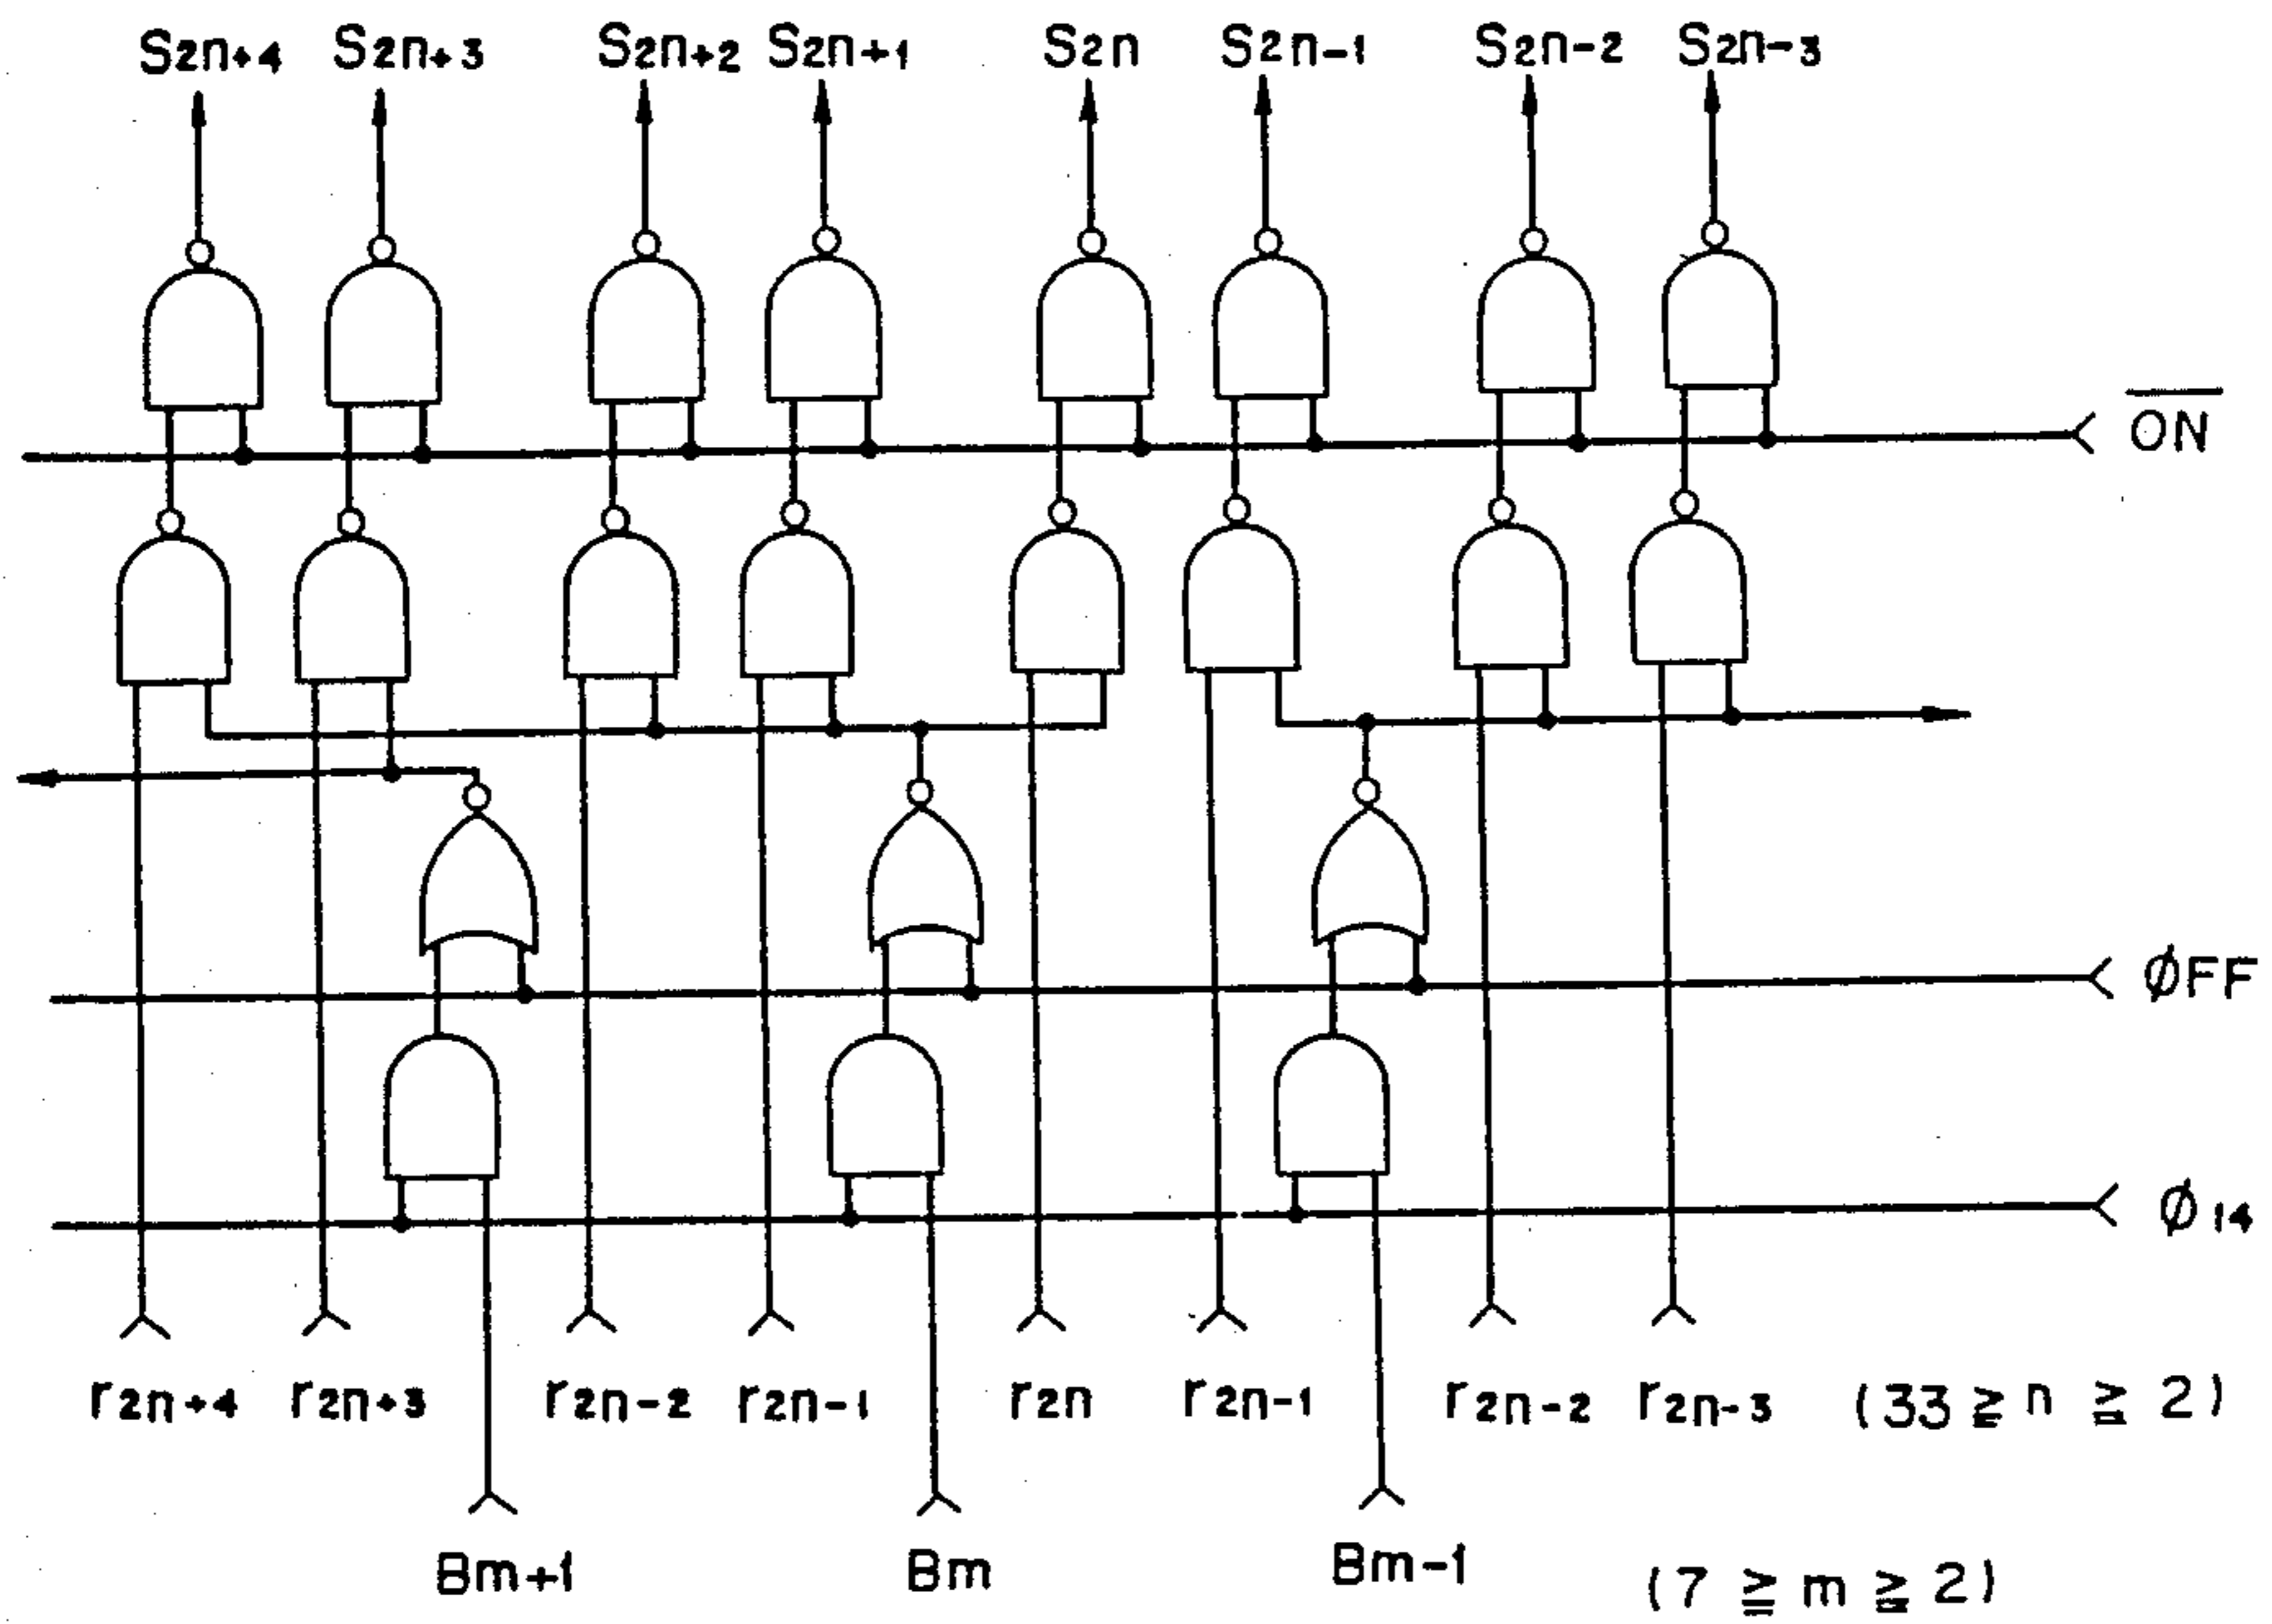 S2n+4 S2n+3 S2n+2 S2n+1 S2n S2n-1 S2n-2 S2n-3
O̅N̅
ØFF
Ø14
r2n+4 r2n+3 r2n-2 r2n-1 r2n r2n-1 r2n-2 r2n-3 (33 ≧ n ≧ 2)
Bm+1 Bm Bm-1 (7 ≧ m ≧ 2)